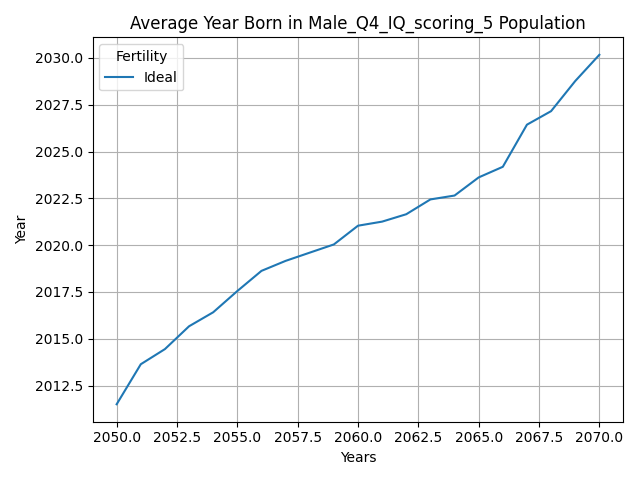 Average Year Born in Male_Q4_IQ_scoring_5 Population
Fertility
Ideal
2030.0
2027.5
2025.0
2022.5
2020.0
2017.5
2015.0
2012.5
Year
2050.0 2052.5 2055.0 2057.5 2060.0 2062.5 2065.0 2067.5 2070.0
Years